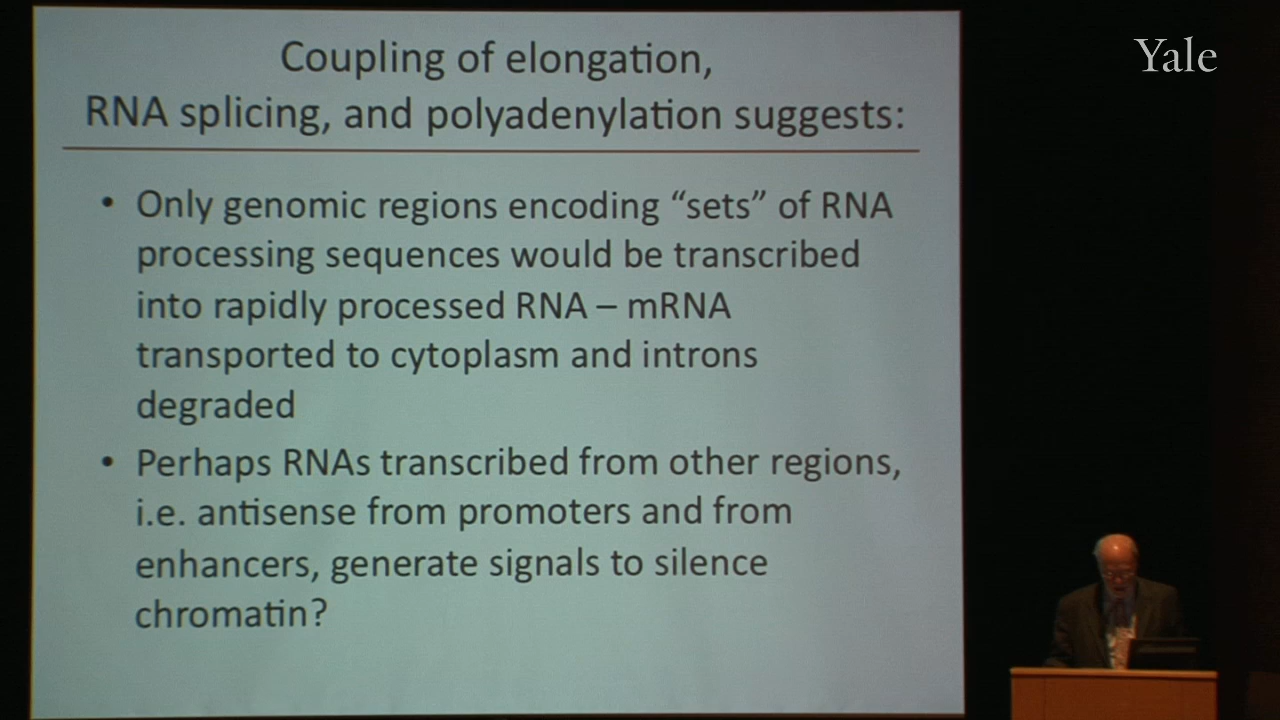 Yale
Coupling of elongation,
RNA splicing, and polyadenylation suggests:
• Only genomic regions encoding “sets” of RNA
processing sequences would be transcribed
into rapidly processed RNA – mRNA
transported to cytoplasm and introns
degraded
• Perhaps RNAs transcribed from other regions,
i.e. antisense from promoters and from
enhancers, generate signals to silence
chromatin?